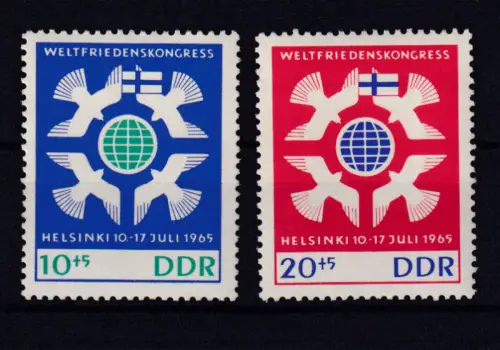 WELTFRIEDENSKONGRESS
HELSINKI 10.-17 JULI 1965
10+5 DDR
WELTFRIEDENSKONGRESS
HELSINKI 10.-17 JULI 1965
20+5 DDR